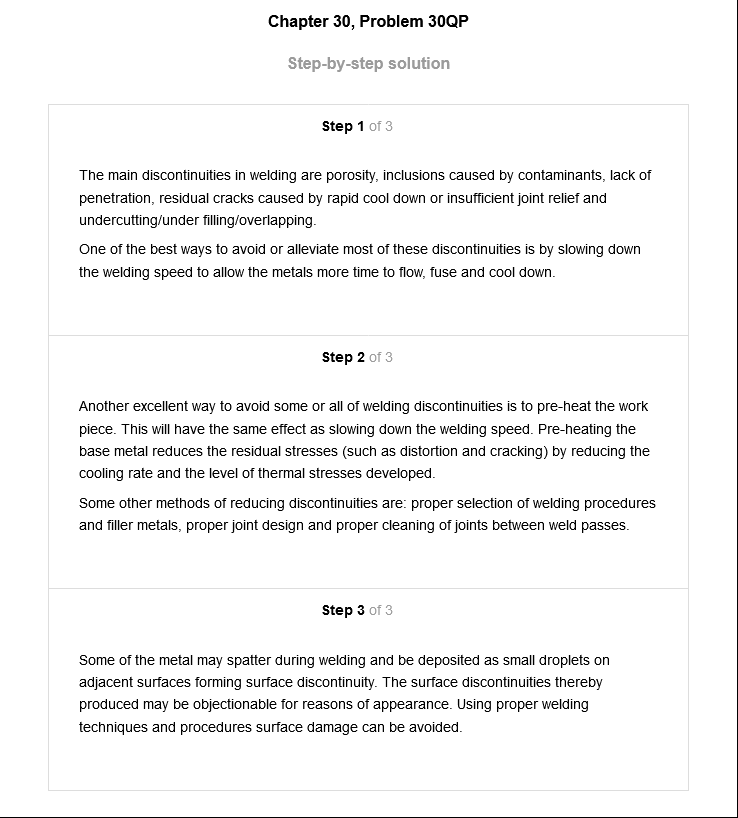 Chapter 30, Problem 30QP
Step-by-step solution
Step 1 of 3
The main discontinuities in welding are porosity, inclusions caused by contaminants, lack of
penetration, residual cracks caused by rapid cool down or insufficient joint relief and
undercutting/under filling/overlapping.
One of the best ways to avoid or alleviate most of these discontinuities is by slowing down
the welding speed to allow the metals more time to flow, fuse and cool down.
Step 2 of 3
Another excellent way to avoid some or all of welding discontinuities is to pre-heat the work
piece. This will have the same effect as slowing down the welding speed. Pre-heating the
base metal reduces the residual stresses (such as distortion and cracking) by reducing the
cooling rate and the level of thermal stresses developed.
Some other methods of reducing discontinuities are: proper selection of welding procedures
and filler metals, proper joint design and proper cleaning of joints between weld passes.
Step 3 of 3
Some of the metal may spatter during welding and be deposited as small droplets on
adjacent surfaces forming surface discontinuity. The surface discontinuities thereby
produced may be objectionable for reasons of appearance. Using proper welding
techniques and procedures surface damage can be avoided.